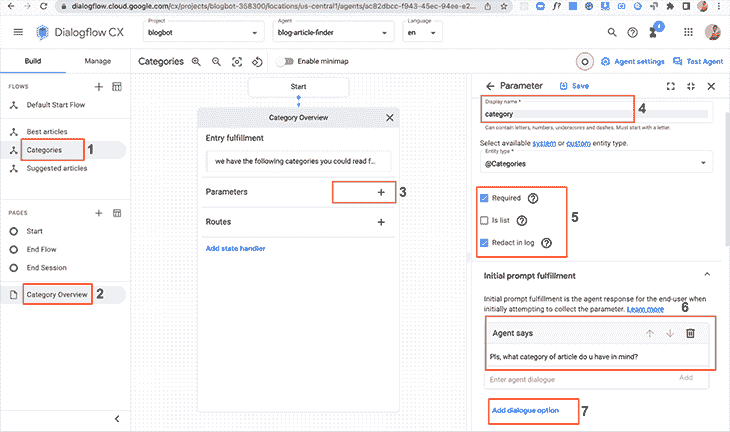 dialogflow.cloud.google.com/cx/projects/blogbot-358300/locations/us-central1/agents/ac82dbcc-f943-45ec-94ee-e2...
Dialogflow CX
Project
blogbot
Agent
blog-article-finder
Language
en
Build
Manage
Categories
Enable minimap
Agent settings
Test Agent
FLOWS
Default Start Flow
Best articles
Categories
1
Suggested articles
PAGES
Start
End Flow
End Session
Category Overview
2
Start
Category Overview
Entry fulfillment
we have the following categories you could read f...
Parameters
3
Routes
Add state handler
Parameter
Save
Display name *
category
4
Can contain letters, numbers, underscores and dashes. Must start with a letter.
Select available system or custom entity type.
Entity type *
@Categories
Required
Is list
5
Redact in log
Initial prompt fulfillment
Initial prompt fulfillment is the agent response for the end-user when
initially attempting to collect the parameter. Learn more
6
Agent says
Pls, what category of article do u have in mind?
Enter agent dialogue
Add
Add dialogue option
7